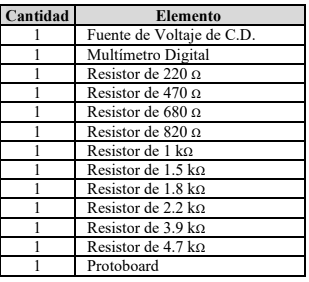 Cantidad Elemento
1 Fuente de Voltaje de C.D.
1 Multímetro Digital
1 Resistor de 220 Ω
1 Resistor de 470 Ω
1 Resistor de 680 Ω
1 Resistor de 820 Ω
1 Resistor de 1 kΩ
1 Resistor de 1.5 kΩ
1 Resistor de 1.8 kΩ
1 Resistor de 2.2 kΩ
1 Resistor de 3.9 kΩ
1 Resistor de 4.7 kΩ
1 Protoboard